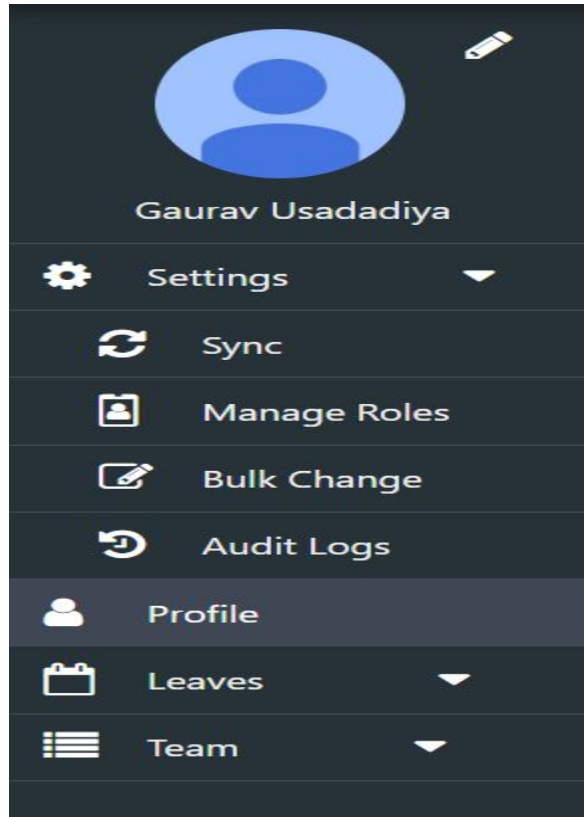 Gaurav Usadadiya
Settings
Sync
Manage Roles
Bulk Change
Audit Logs
Profile
Leaves
Team